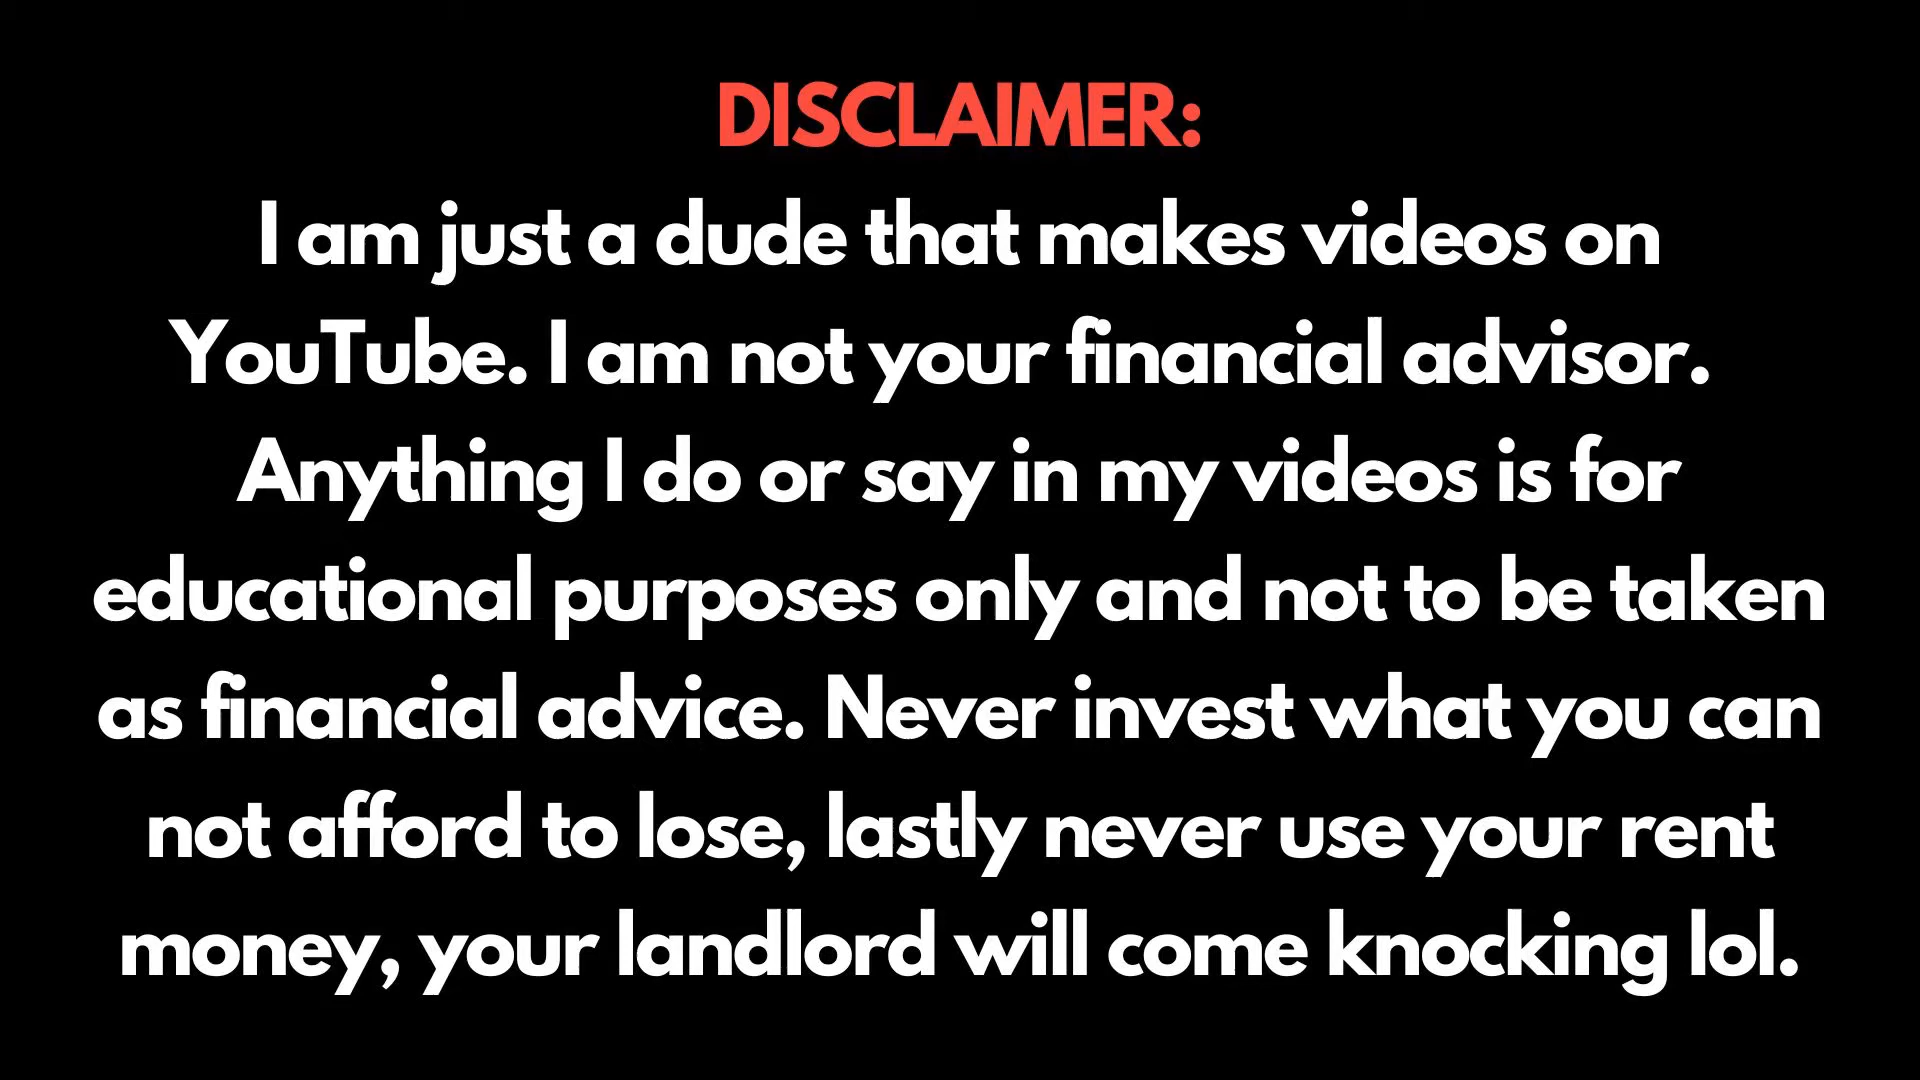 DISCLAIMER:
I am just a dude that makes videos on
YouTube. I am not your financial advisor.
Anything I do or say in my videos is for
educational purposes only and not to be taken
as financial advice. Never invest what you can
not afford to lose, lastly never use your rent
money, your landlord will come knocking lol.